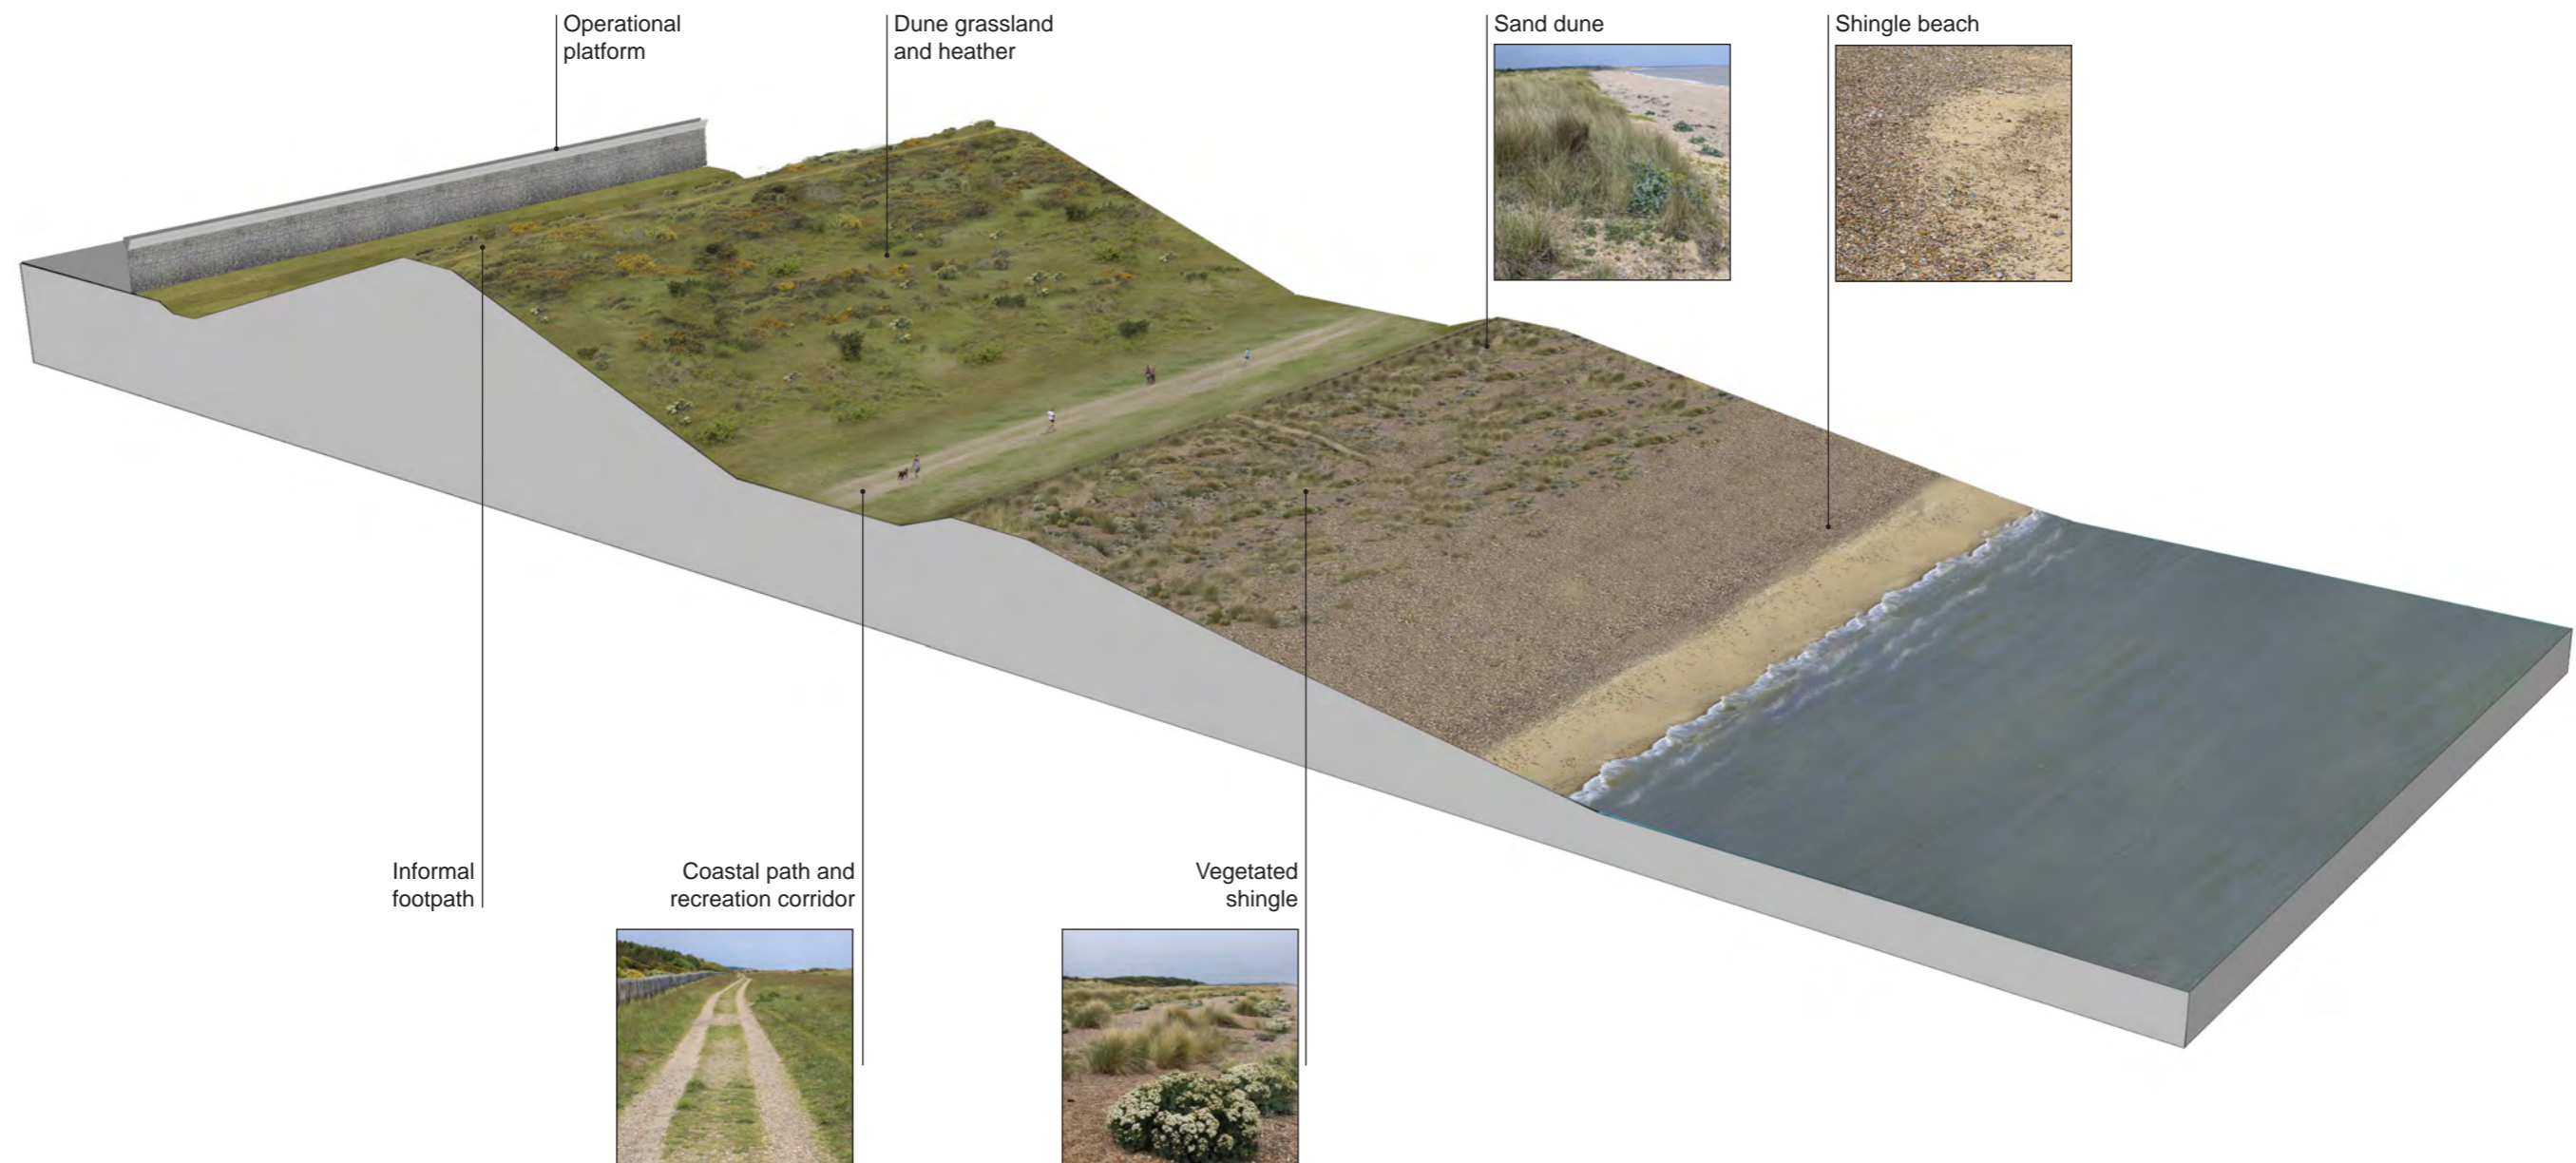 Operational
platform
Dune grassland
and heather
Sand dune
Shingle beach
Informal
footpath
Coastal path and
recreation corridor
Vegetated
shingle